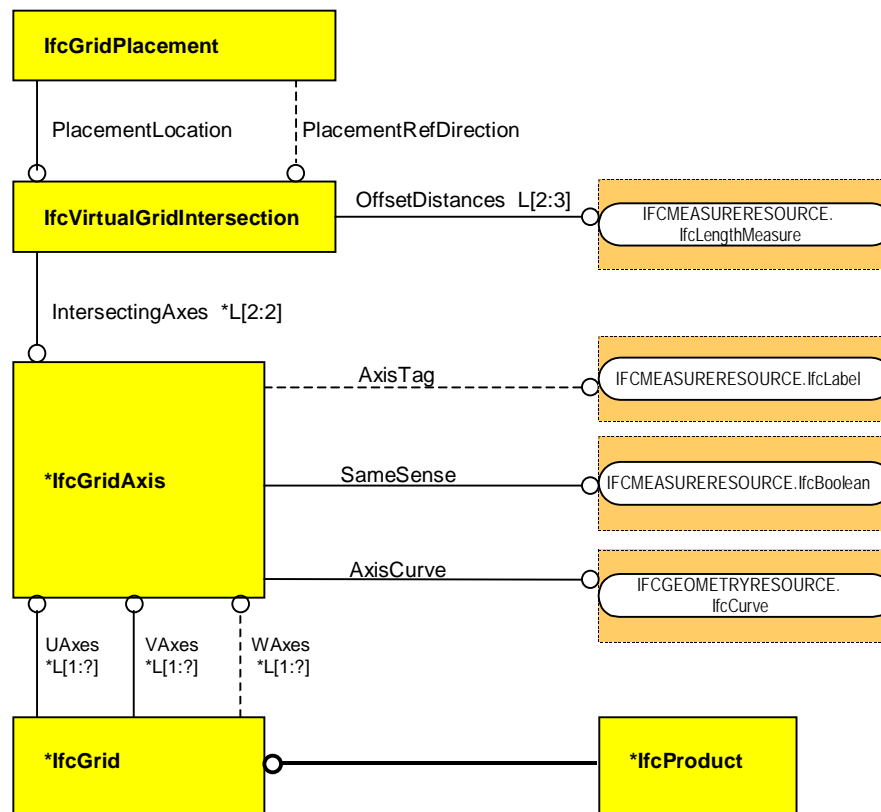 IfcGridPlacement
PlacementLocation
PlacementRefDirection
IfcVirtualGridIntersection
OffsetDistances L[2:3]
IFCMEASURERESOURCE.
IfcLengthMeasure
IntersectingAxes *L[2:2]
*IfcGridAxis
AxisTag
IFCMEASURERESOURCE.IfcLabel
SameSense
IFCMEASURERESOURCE.IfcBoolean
AxisCurve
IFCGEOMETRYRESOURCE.
IfcCurve
UAxes
*L[1:?]
VAxes
*L[1:?]
WAxes
*L[1:?]
*IfcGrid
*IfcProduct